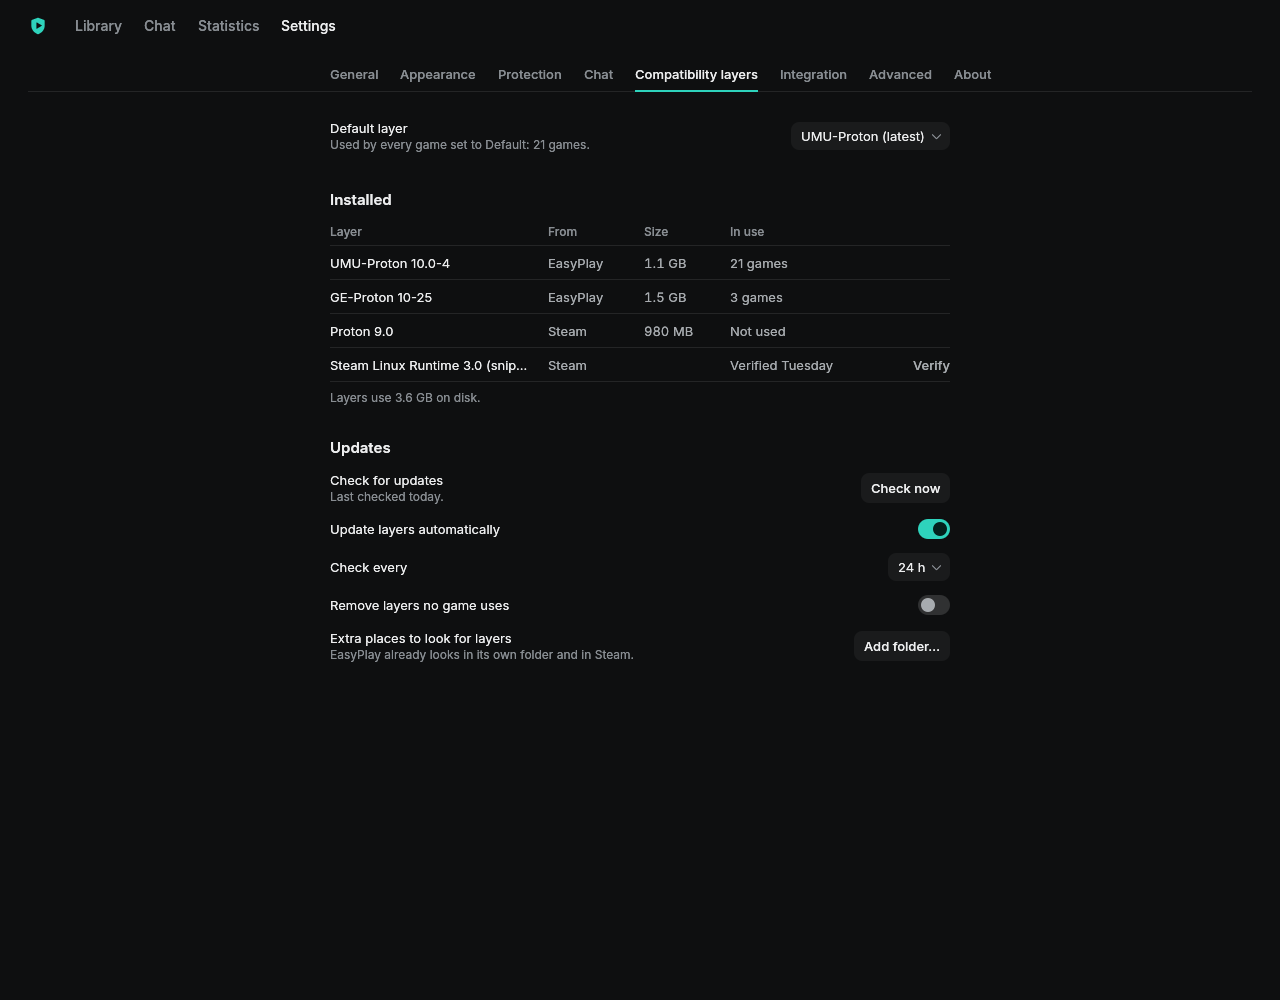 Library Chat Statistics Settings
General Appearance Protection Chat Compatibility layers Integration Advanced About
Default layer
Used by every game set to Default: 21 games.
UMU-Proton (latest)
Installed
Layer From Size In use
UMU-Proton 10.0-4 EasyPlay 1.1 GB 21 games
GE-Proton 10-25 EasyPlay 1.5 GB 3 games
Proton 9.0 Steam 980 MB Not used
Steam Linux Runtime 3.0 (snip... Steam Verified Tuesday Verify
Layers use 3.6 GB on disk.
Updates
Check for updates
Last checked today.
Check now
Update layers automatically
Check every 24 h
Remove layers no game uses
Extra places to look for layers
EasyPlay already looks in its own folder and in Steam.
Add folder...